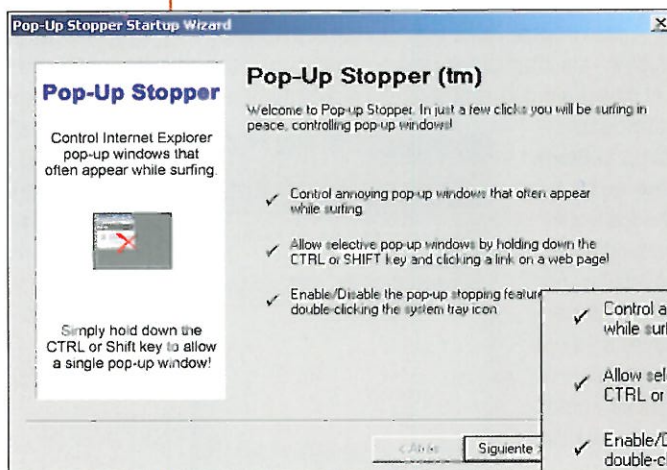 Pop-Up Stopper Startup Wizard
Pop-Up Stopper
Control Internet Explorer
pop-up windows that
often appear while surfing.
Simply hold down the
CTRL or Shift key to allow
a single pop-up window!
Pop-Up Stopper (tm)
Welcome to Pop-up Stopper. In just a few clicks you will be surfing in
peace, controlling pop-up windows!
Control annoying pop-up windows that often appear
while surfing
Allow selective pop-up windows by holding down the
CTRL or SHIFT key and clicking a link on a web page!
Enable/Disable the pop-up stopping feature
double-clicking the system tray icon
< Atrás
Siguiente >
Control a
while surf
Allow sele
CTRL or
Enable/D
double-cl